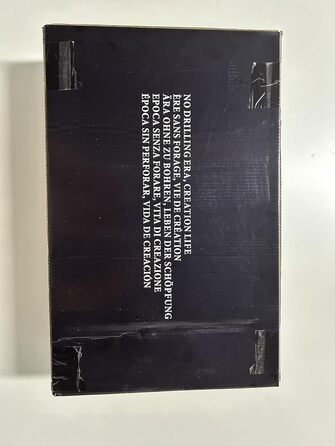 NO DRILLING ERA, CREATION LIFE
ÈRE SANS FORAGE, VIE DE CRÉATION
ÄRA OHNE ZU BOHREN, LEBEN DER SCHÖPFUNG
EPOCA SENZA FORARE, VITA DI CREAZIONE
ÉPOCA SIN PERFORAR, VIDA DE CREACIÓN